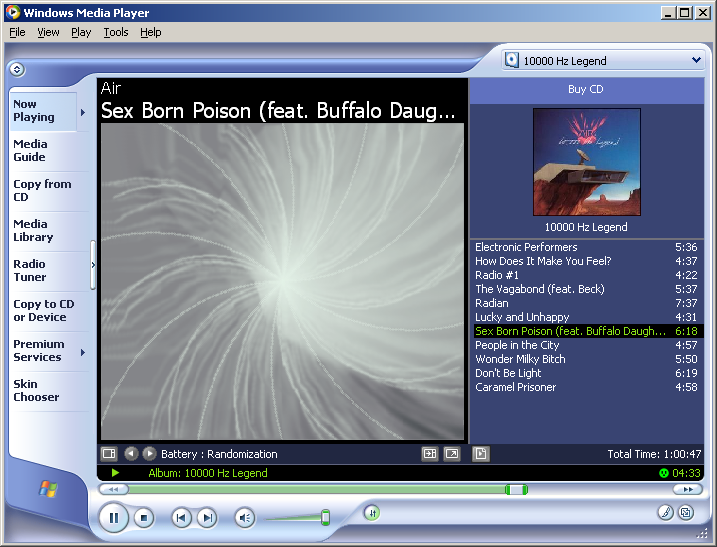 Windows Media Player
File View Play Tools Help
10000 Hz Legend
Now Playing
Media Guide
Copy from CD
Media Library
Radio Tuner
Copy to CD or Device
Premium Services
Skin Chooser
Air
Sex Born Poison (feat. Buffalo Daug...
Buy CD
10000 Hz Legend
Electronic Performers 5:36
How Does It Make You Feel? 4:37
Radio #1 4:22
The Vagabond (feat. Beck) 5:37
Radian 7:37
Lucky and Unhappy 4:31
Sex Born Poison (feat. Buffalo Daugh... 6:18
People in the City 4:57
Wonder Milky Bitch 5:50
Don't Be Light 6:19
Caramel Prisoner 4:58
Battery : Randomization
Total Time: 1:00:47
Album: 10000 Hz Legend
04:33